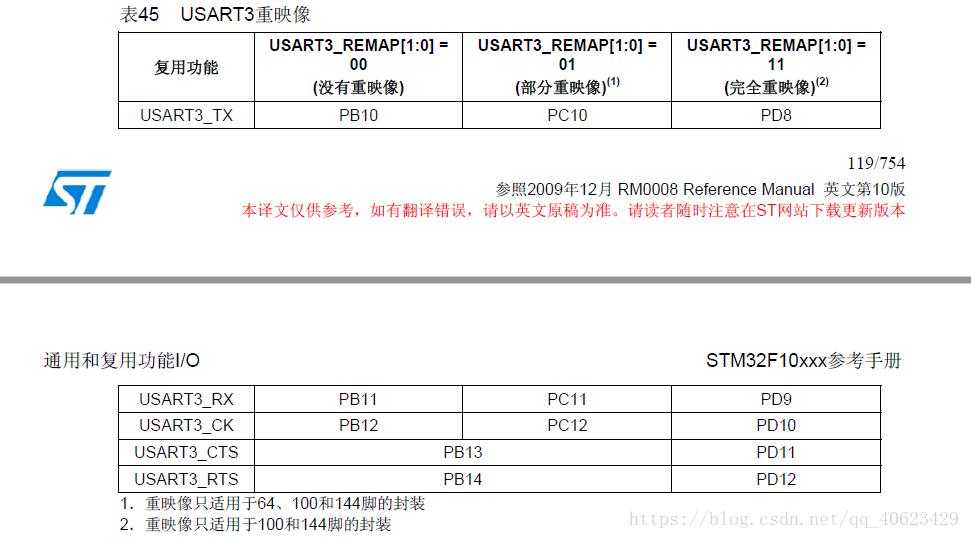 表45 USART3重映像
复用功能 USART3_REMAP[1:0] = 00 (没有重映像) USART3_REMAP[1:0] = 01 (部分重映像)(1) USART3_REMAP[1:0] = 11 (完全重映像)(2)
USART3_TX PB10 PC10 PD8
119/754
ST
参照2009年12月 RM0008 Reference Manual 英文第10版
本译文仅供参考，如有翻译错误，请以英文原稿为准。请读者随时注意在ST网站下载更新版本
通用和复用功能I/O STM32F10xxx参考手册
USART3_RX PB11 PC11 PD9
USART3_CK PB12 PC12 PD10
USART3_CTS PB13 PD11
USART3_RTS PB14 PD12
1. 重映像只适用于64、100和144脚的封装
2. 重映像只适用于100和144脚的封装
https://blog.csdn.net/qq_40623429